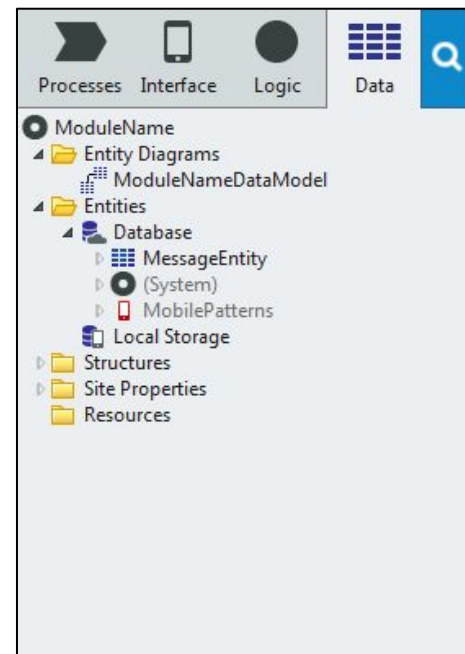 Processes Interface Logic Data
ModuleName
Entity Diagrams
ModuleNameDataModel
Entities
Database
MessageEntity
(System)
MobilePatterns
Local Storage
Structures
Site Properties
Resources